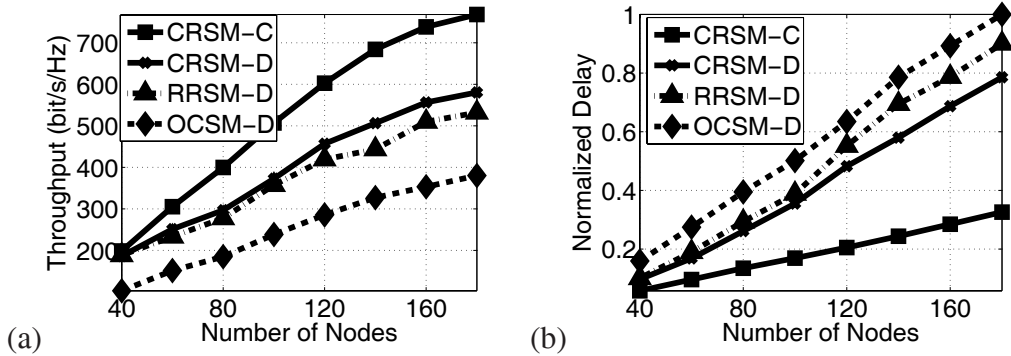 Throughput (bit/s/Hz)
700
600
500
400
300
200
CRSM-C
CRSM-D
RRSM-D
OCSM-D
40
80
120
160
Number of Nodes
(a)
Normalized Delay
1
0.8
0.6
0.4
0.2
CRSM-C
CRSM-D
RRSM-D
OCSM-D
40
80
120
160
Number of Nodes
(b)